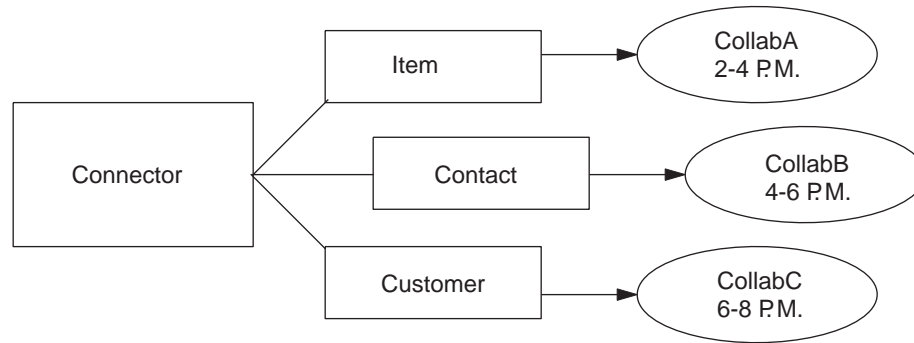 Item
CollabA
2-4 P.M.
Connector
Contact
CollabB
4-6 P.M.
Customer
CollabC
6-8 P.M.